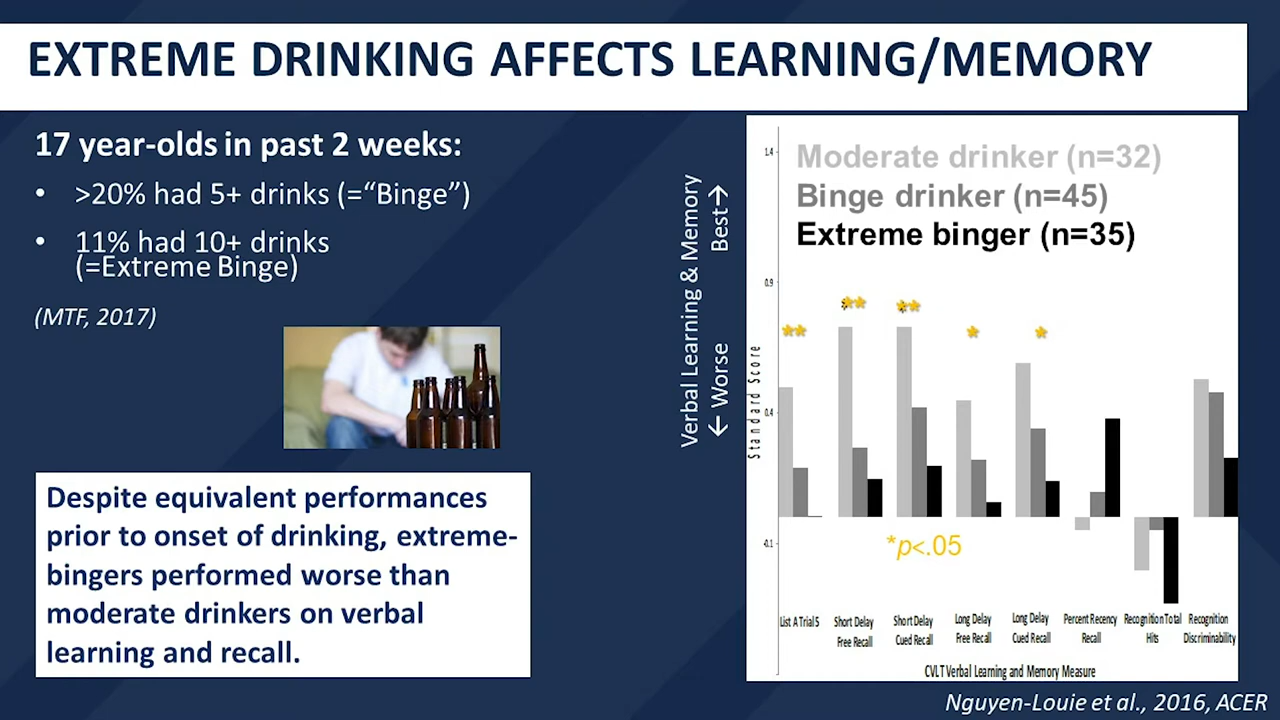 EXTREME DRINKING AFFECTS LEARNING/MEMORY
17 year-olds in past 2 weeks:
• >20% had 5+ drinks (=“Binge”)
• 11% had 10+ drinks
(=Extreme Binge)
(MTF, 2017)
Despite equivalent performances
prior to onset of drinking, extreme-
bingers performed worse than
moderate drinkers on verbal
learning and recall.
Verbal Learning & Memory
← Worse Best→
Moderate drinker (n=32)
Binge drinker (n=45)
Extreme binger (n=35)
1.4
0.9
0.4
-0.1
Standard Score
** ** ** * *
*p<.05
List A Trial 5
Short Delay
Free Recall
Short Delay
Cued Recall
Long Delay
Free Recall
Long Delay
Cued Recall
Percent Recency
Recall
Recognition Total
Hits
Recognition
Discriminability
CVLT Verbal Learning and Memory Measure
Nguyen-Louie et al., 2016, ACER